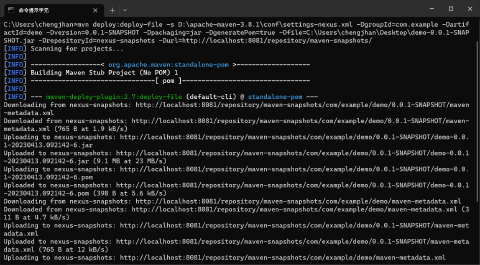 命令提示符
C:\Users\chengjhan>mvn deploy:deploy-file -s D:\apache-maven-3.8.1\conf\settings-nexus.xml -DgroupId=com.example -Dartif
actId=demo -Dversion=0.0.1-SNAPSHOT -Dpackaging=jar -DgeneratePom=true -Dfile=C:\Users\chengjhan\Desktop\demo-0.0.1-SNAP
SHOT.jar -DrepositoryId=nexus-snapshots -Durl=http://localhost:8081/repository/maven-snapshots/
[INFO] Scanning for projects...
[INFO]
[INFO] ------------------< org.apache.maven:standalone-pom >-------------------
[INFO] Building Maven Stub Project (No POM) 1
[INFO] --------------------------------[ pom ]---------------------------------
[INFO]
[INFO] --- maven-deploy-plugin:2.7:deploy-file (default-cli) @ standalone-pom ---
Downloading from nexus-snapshots: http://localhost:8081/repository/maven-snapshots/com/example/demo/0.0.1-SNAPSHOT/maven
-metadata.xml
Downloaded from nexus-snapshots: http://localhost:8081/repository/maven-snapshots/com/example/demo/0.0.1-SNAPSHOT/maven-
metadata.xml (765 B at 1.9 kB/s)
Uploading to nexus-snapshots: http://localhost:8081/repository/maven-snapshots/com/example/demo/0.0.1-SNAPSHOT/demo-0.0.
1-20230413.092142-6.jar
Uploaded to nexus-snapshots: http://localhost:8081/repository/maven-snapshots/com/example/demo/0.0.1-SNAPSHOT/demo-0.0.1
-20230413.092142-6.jar (9.1 MB at 23 MB/s)
Uploading to nexus-snapshots: http://localhost:8081/repository/maven-snapshots/com/example/demo/0.0.1-SNAPSHOT/demo-0.0.
1-20230413.092142-6.pom
Uploaded to nexus-snapshots: http://localhost:8081/repository/maven-snapshots/com/example/demo/0.0.1-SNAPSHOT/demo-0.0.1
-20230413.092142-6.pom (390 B at 3.6 kB/s)
Downloading from nexus-snapshots: http://localhost:8081/repository/maven-snapshots/com/example/demo/maven-metadata.xml
Downloaded from nexus-snapshots: http://localhost:8081/repository/maven-snapshots/com/example/demo/maven-metadata.xml (3
11 B at 4.7 kB/s)
Uploading to nexus-snapshots: http://localhost:8081/repository/maven-snapshots/com/example/demo/0.0.1-SNAPSHOT/maven-met
adata.xml
Uploaded to nexus-snapshots: http://localhost:8081/repository/maven-snapshots/com/example/demo/0.0.1-SNAPSHOT/maven-meta
data.xml (765 B at 12 kB/s)
Uploading to nexus-snapshots: http://localhost:8081/repository/maven-snapshots/com/example/demo/maven-metadata.xml